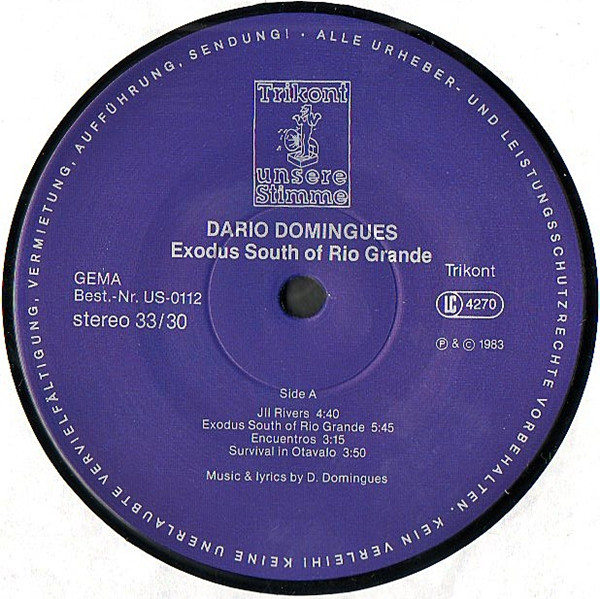 Trikont
unsere
Stimme
DARIO DOMINGUES
Exodus South of Rio Grande
GEMA
Best.-Nr. US-0112
stereo 33/30
Trikont
LC 4270
Ⓟ & © 1983
Side A
JII Rivers 4:40
Exodus South of Rio Grande 5:45
Encuentros 3:15
Survival in Otavalo 3:50
Music & lyrics by D. Domingues
· ALLE URHEBER- UND LEISTUNGSSCHUTZRECHTE VORBEHALTEN · KEIN VERLEIH! KEINE UNERLAUBTE VERVIELFÄLTIGUNG, VERMIETUNG, AUFFÜHRUNG, SENDUNG!